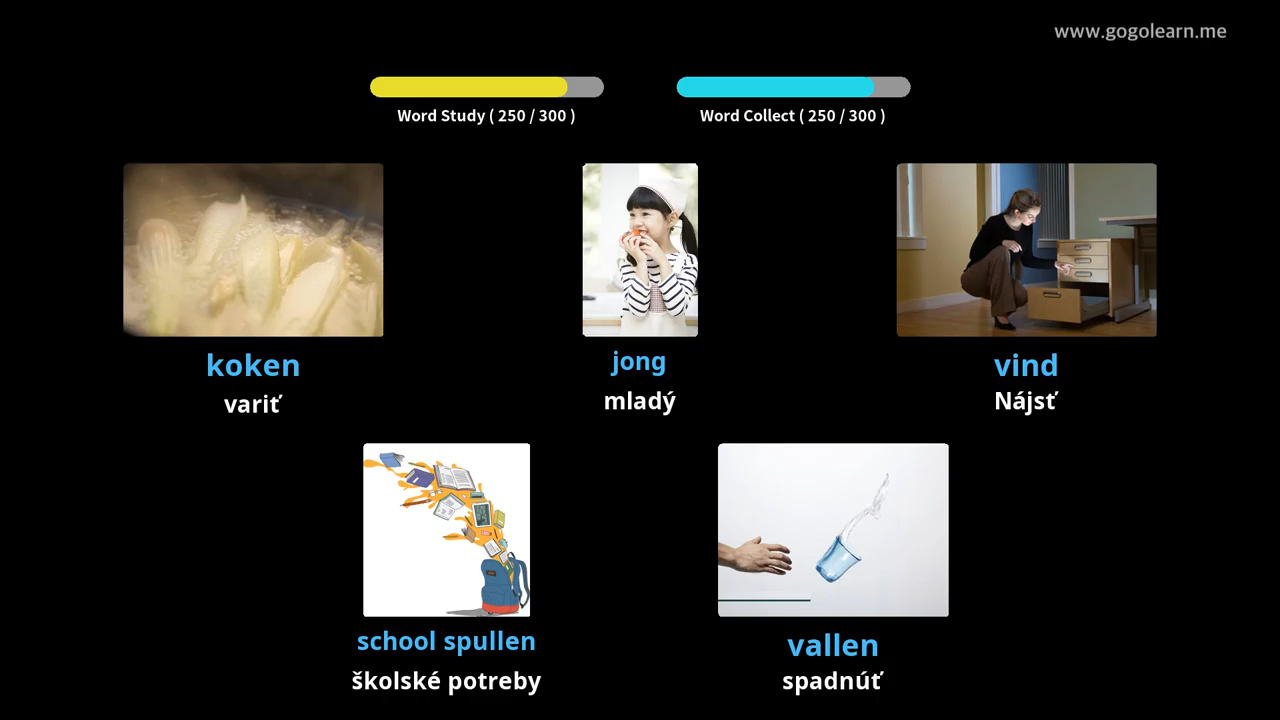 www.gogolearn.me
Word Study ( 250 / 300 )
Word Collect ( 250 / 300 )
koken
variť
jong
mladý
vind
Nájsť
school spullen
školské potreby
vallen
spadnúť